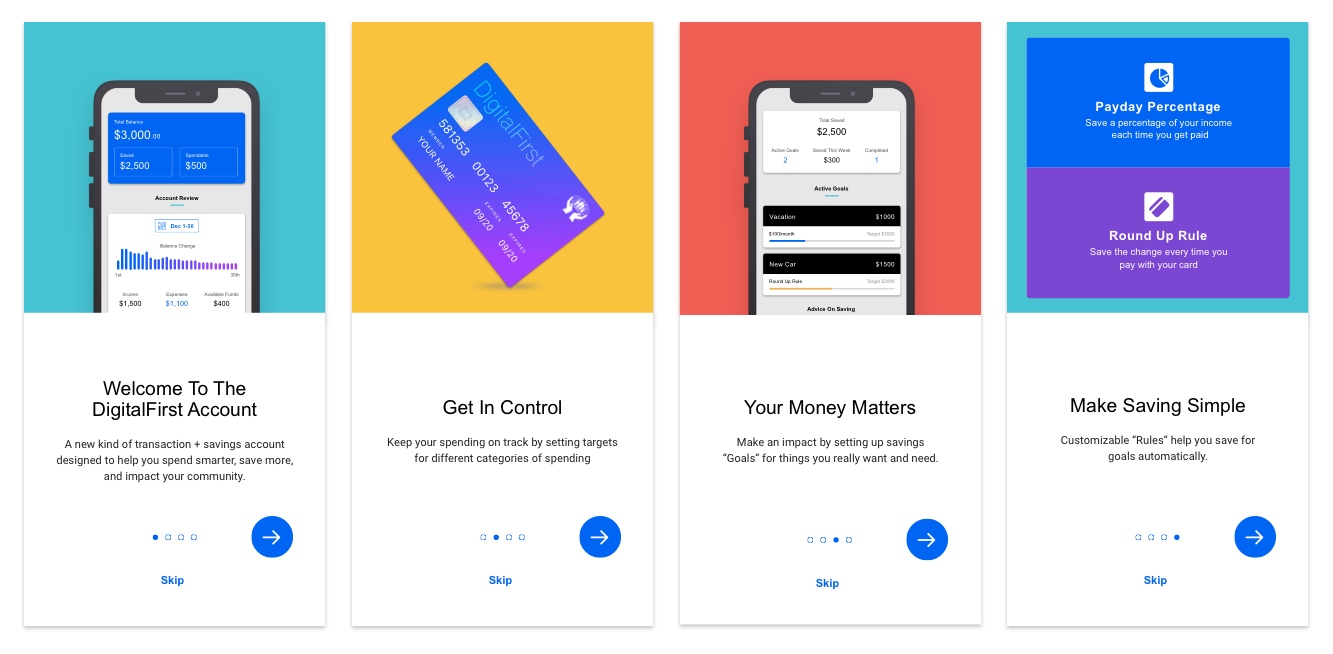 Total Balance
$3,000.00
Saved
$2,500
Spendable
$500
Account Review
Dec 1-30
Balance Change
1st
30th
Income
$1,500
Expenses
$1,100
Available Funds
$400
Welcome To The
DigitalFirst Account
A new kind of transaction + savings account
designed to help you spend smarter, save more,
and impact your community.
Skip
DigitalFirst
581353 00123 45678
MEMBER
YOUR NAME
EXPIRES
09/20
EXPIRED
09/20
Get In Control
Keep your spending on track by setting targets
for different categories of spending
Skip
Total Saved
$2,500
Active Goals
2
Saved This Week
$300
Completed
1
Active Goals
Vacation $1000
$100/month Target $3000
New Car $1500
Round Up Rule Target $3000
Advice On Saving
Your Money Matters
Make an impact by setting up savings
“Goals” for things you really want and need.
Skip
Payday Percentage
Save a percentage of your income
each time you get paid
Round Up Rule
Save the change every time you
pay with your card
Make Saving Simple
Customizable “Rules” help you save for
goals automatically.
Skip